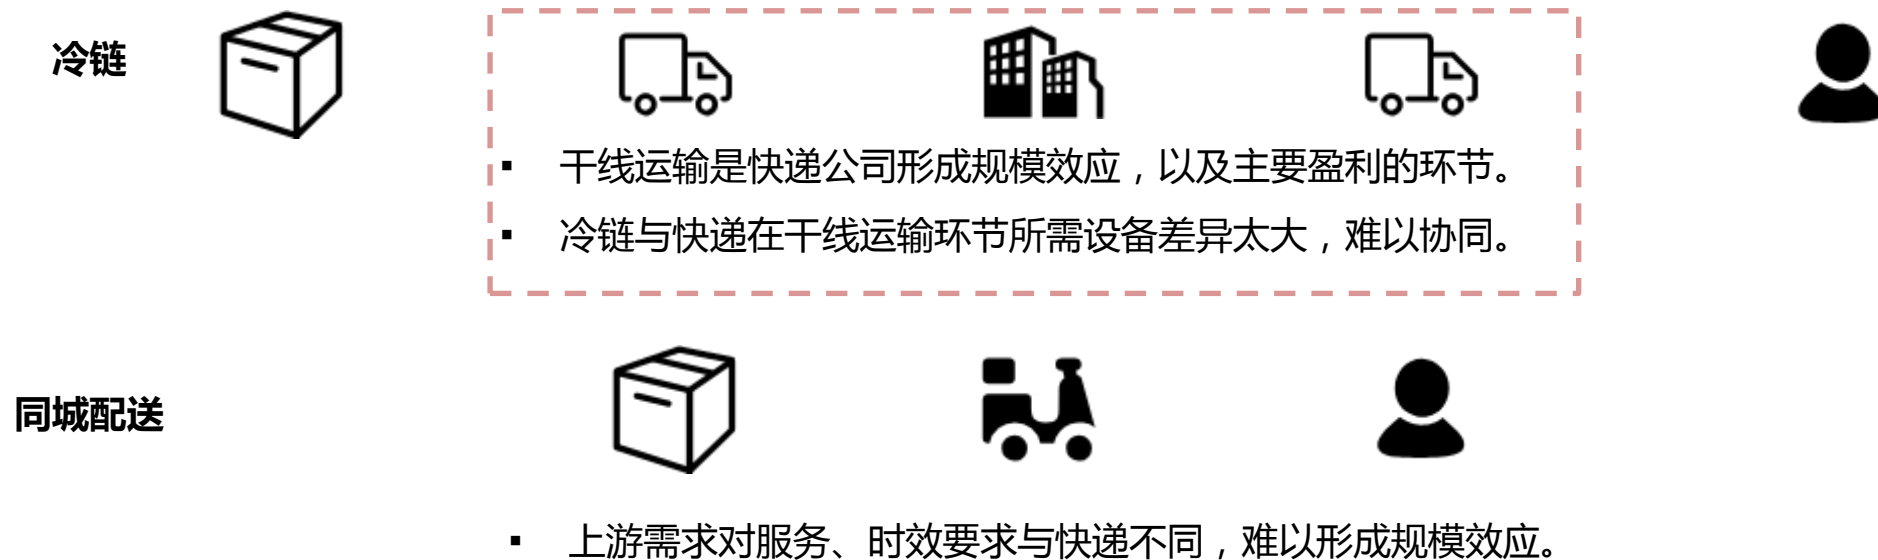 冷链
▪ 干线运输是快递公司形成规模效应，以及主要盈利的环节。
▪ 冷链与快递在干线运输环节所需设备差异太大，难以协同。
同城配送
▪ 上游需求对服务、时效要求与快递不同，难以形成规模效应。